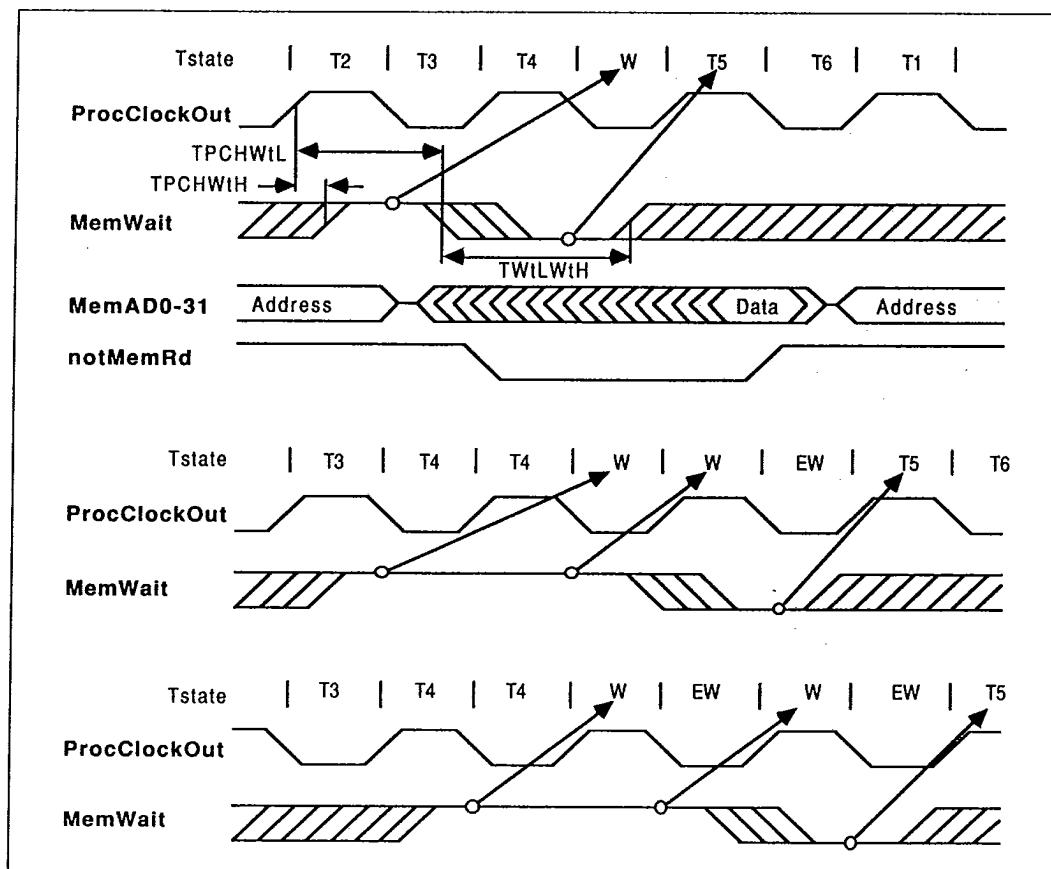 Tstate | T2 | T3 | T4 | W | T5 | T6 | T1 |
ProcClockOut
TPCHWtL
TPCHWtH
MemWait
TWtLWtH
MemAD0-31 Address Data Address
notMemRd
Tstate | T3 | T4 | T4 | W | W | EW | T5 | T6
ProcClockOut
MemWait
Tstate | T3 | T4 | T4 | W | EW | W | EW | T5
ProcClockOut
MemWait